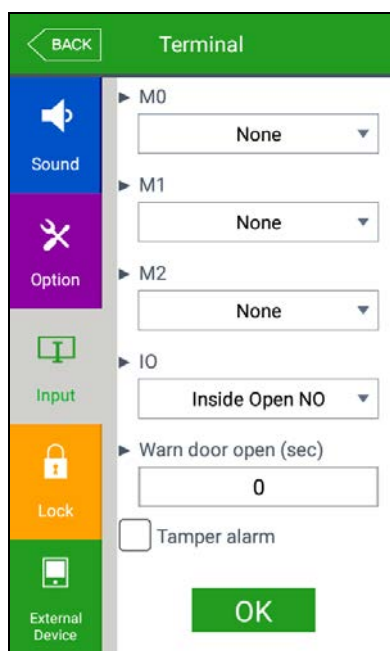 BACK
Terminal
Sound
Option
Input
Lock
External
Device
M0
None
M1
None
M2
None
IO
Inside Open NO
Warn door open (sec)
0
Tamper alarm
OK